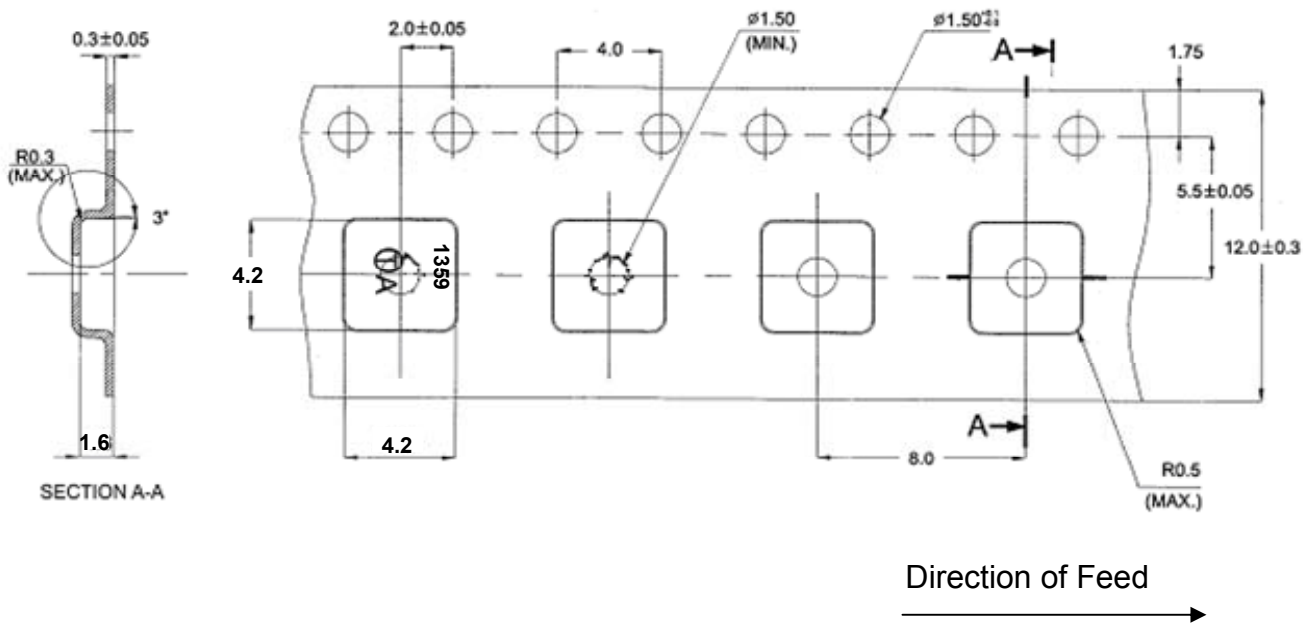 0.3±0.05
2.0±0.05
4.0
ø1.50
(MIN.)
ø1.50
A
1.75
R0.3
(MAX.)
3°
5.5±0.05
12.0±0.3
4.2
1359
A
1.6
4.2
A
8.0
R0.5
(MAX.)
SECTION A-A
Direction of Feed